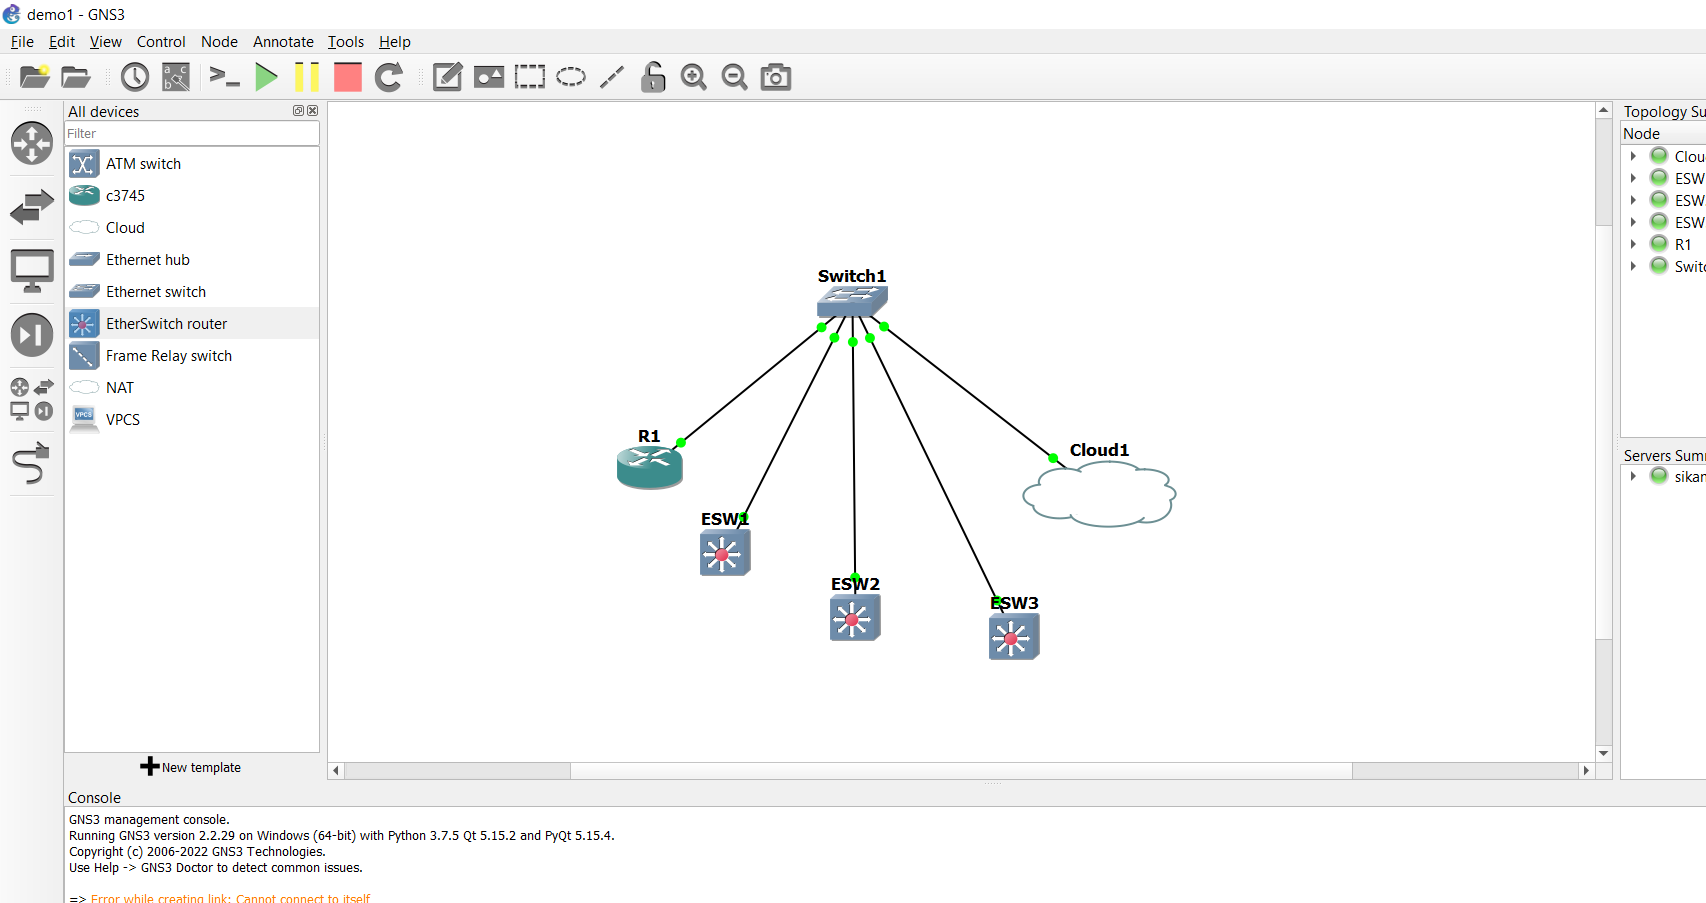 demo1 - GNS3
File Edit View Control Node Annotate Tools Help
All devices
Filter
ATM switch
c3745
Cloud
Ethernet hub
Ethernet switch
EtherSwitch router
Frame Relay switch
NAT
VPCS
New template
Switch1
R1
Cloud1
ESW1
ESW2
ESW3
Topology Su
Node
Clou
ESW
ESW
ESW
R1
Switc
Servers Sum
sikan
Console
GNS3 management console.
Running GNS3 version 2.2.29 on Windows (64-bit) with Python 3.7.5 Qt 5.15.2 and PyQt 5.15.4.
Copyright (c) 2006-2022 GNS3 Technologies.
Use Help -> GNS3 Doctor to detect common issues.
=> Error while creating link: Cannot connect to itself